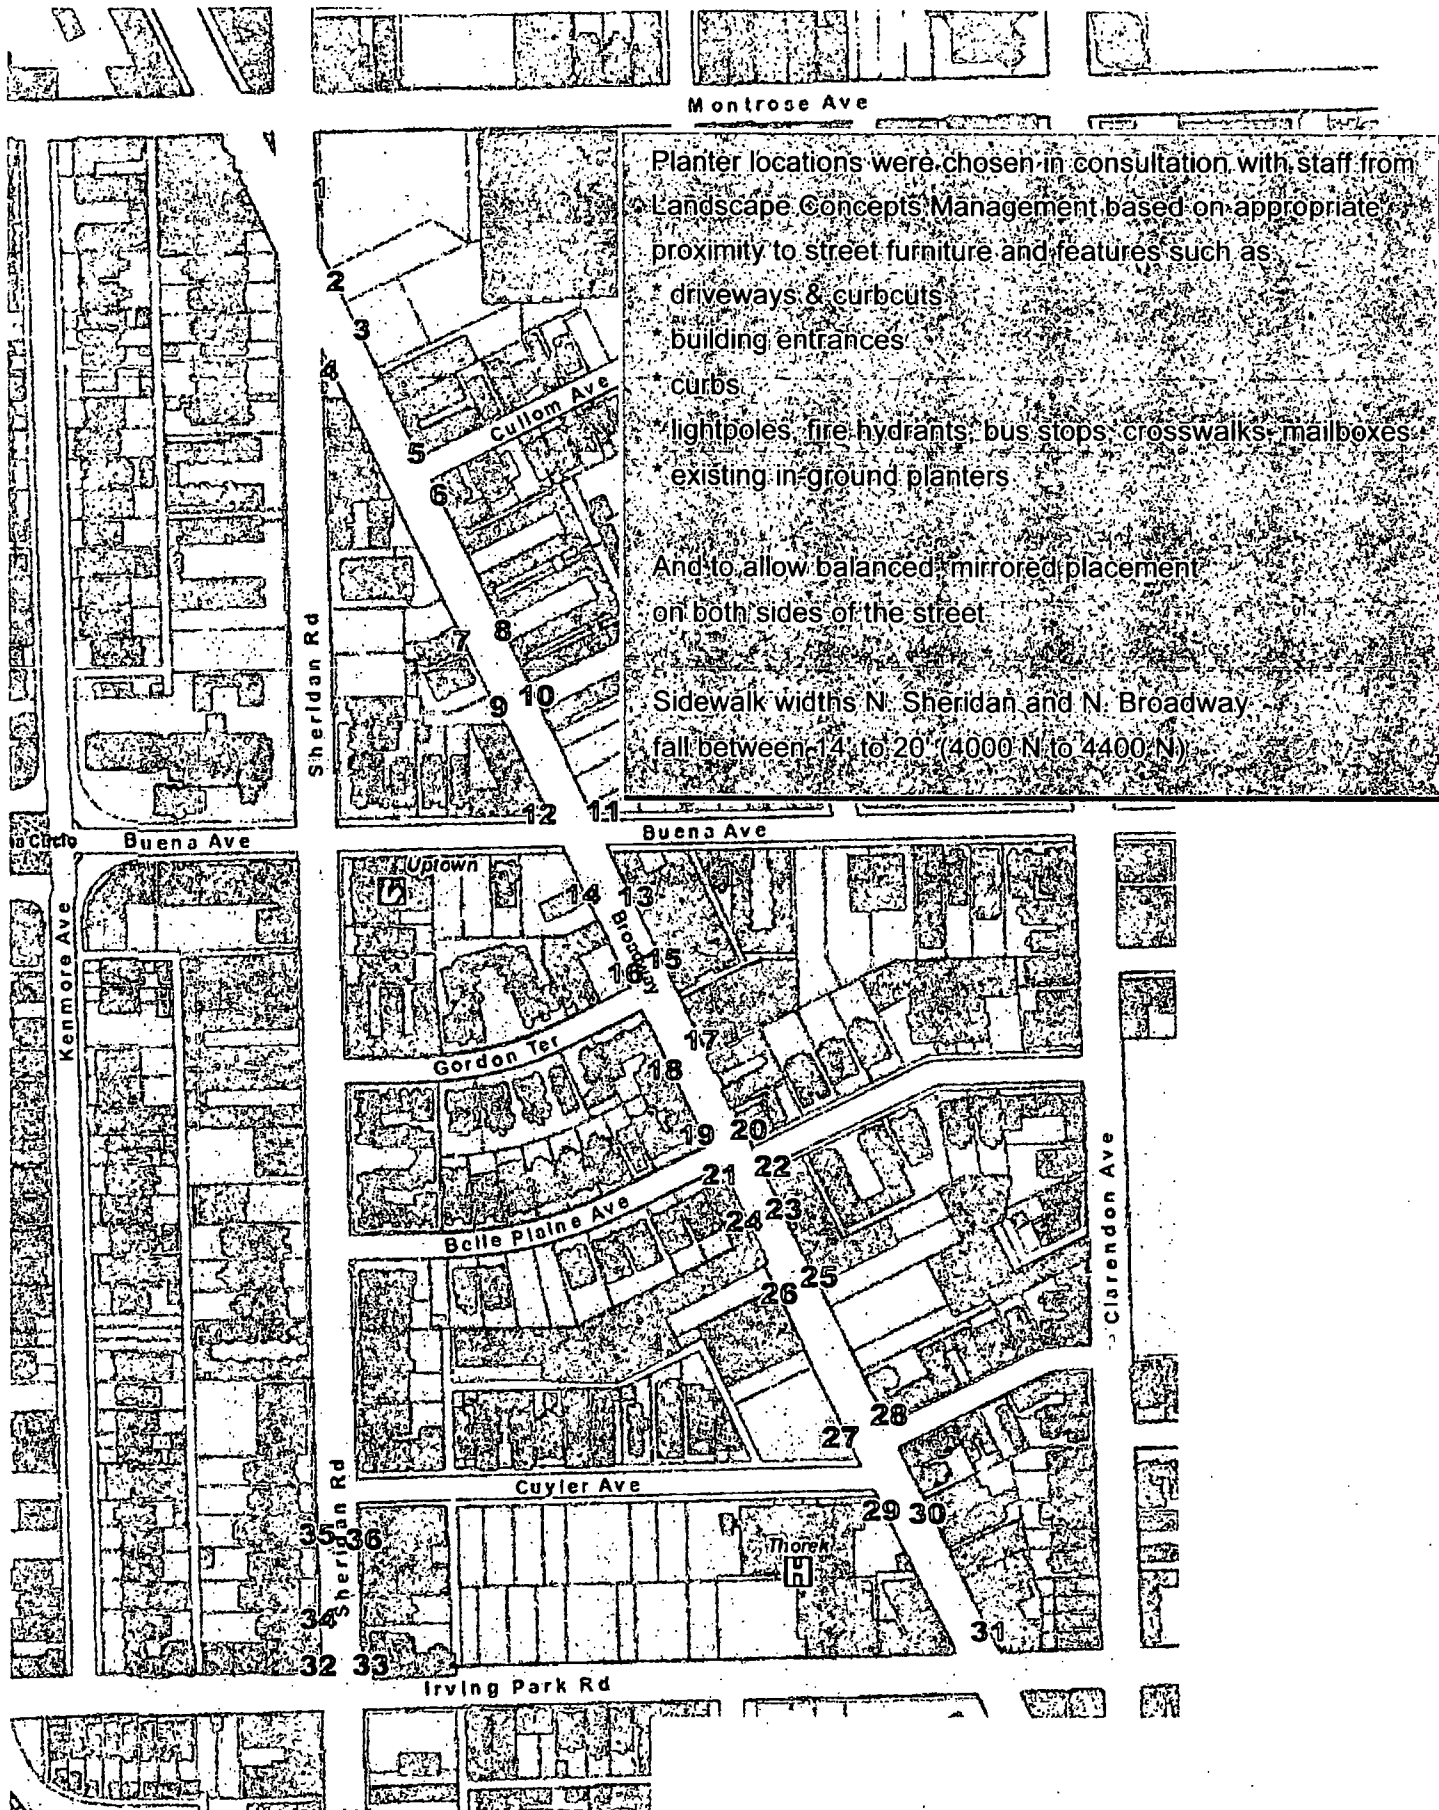 Montrose Ave
Planter locations were chosen in consultation with staff from
Landscape Concepts Management based on appropriate
proximity to street furniture and features such as
* driveways & curbcuts
* building entrances
* curbs
* lightpoles, fire hydrants, bus stops, crosswalks, mailboxes
* existing in-ground planters
And to allow balanced, mirrored placement
on both sides of the street
Sidewalk widths N. Sheridan and N. Broadway
fall between 14' to 20' (4000 N to 4400 N)
1
2
3
4
Cullom Ave
5
6
Sheridan Rd
7
8
9
10
12
11
Buena Ave
Buena Ave
Uptown
14
13
Broadway
Kenmore Ave
16
15
Gordon Ter
17
18
19
20
21
22
Belle Plaine Ave
24
23
Clarendon Ave
26
25
28
27
Cuyler Ave
Sheridan Rd
29
30
35
36
Thorek
H
34
31
32
33
Irving Park Rd